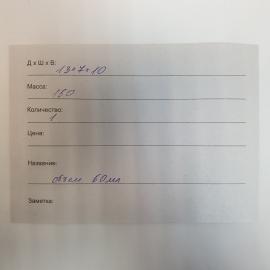 Д х Ш х В: 13*7*10
Масса: 150
Количество: 1
Цена:
Название:
объем 60мл
Заметка: